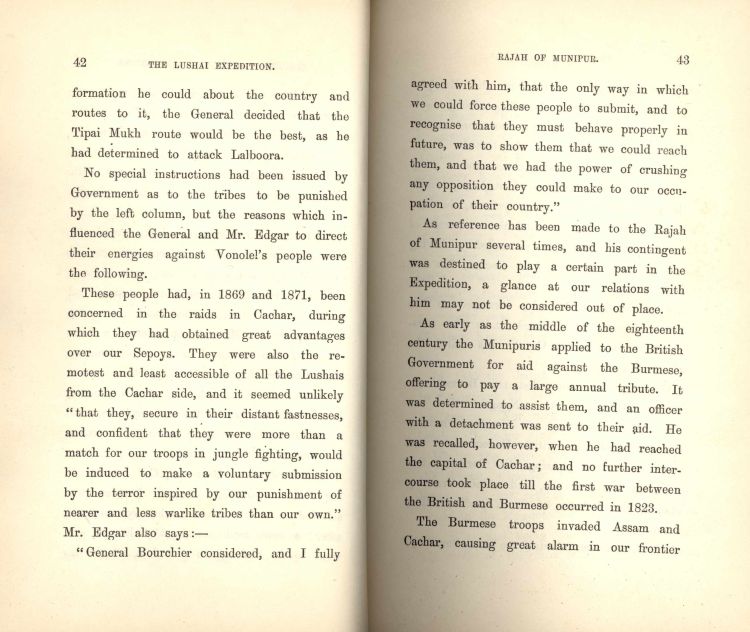 42
THE LUSHAI EXPEDITION.
formation he could about the country and
routes to it, the General decided that the
Tipai Mukh route would be the best, as he
had determined to attack Lalboora.
No special instructions had been issued by
Government as to the tribes to be punished
by the left column, but the reasons which in-
fluenced the General and Mr. Edgar to direct
their energies against Vonolel's people were
the following.
These people had, in 1869 and 1871, been
concerned in the raids in Cachar, during
which they had obtained great advantages
over our Sepoys. They were also the re-
motest and least accessible of all the Lushais
from the Cachar side, and it seemed unlikely
"that they, secure in their distant fastnesses,
and confident that they were more than a
match for our troops in jungle fighting, would
be induced to make a voluntary submission
by the terror inspired by our punishment of
nearer and less warlike tribes than our own."
Mr. Edgar also says:—
"General Bourchier considered, and I fully
RAJAH OF MUNIPUR.
43
agreed with him, that the only way in which
we could force these people to submit, and to
recognise that they must behave properly in
future, was to show them that we could reach
them, and that we had the power of crushing
any opposition they could make to our occu-
pation of their country."
As reference has been made to the Rajah
of Munipur several times, and his contingent
was destined to play a certain part in the
Expedition, a glance at our relations with
him may not be considered out of place.
As early as the middle of the eighteenth
century the Munipuris applied to the British
Government for aid against the Burmese,
offering to pay a large annual tribute. It
was determined to assist them, and an officer
with a detachment was sent to their aid. He
was recalled, however, when he had reached
the capital of Cachar; and no further inter-
course took place till the first war between
the British and Burmese occurred in 1823.
The Burmese troops invaded Assam and
Cachar, causing great alarm in our frontier